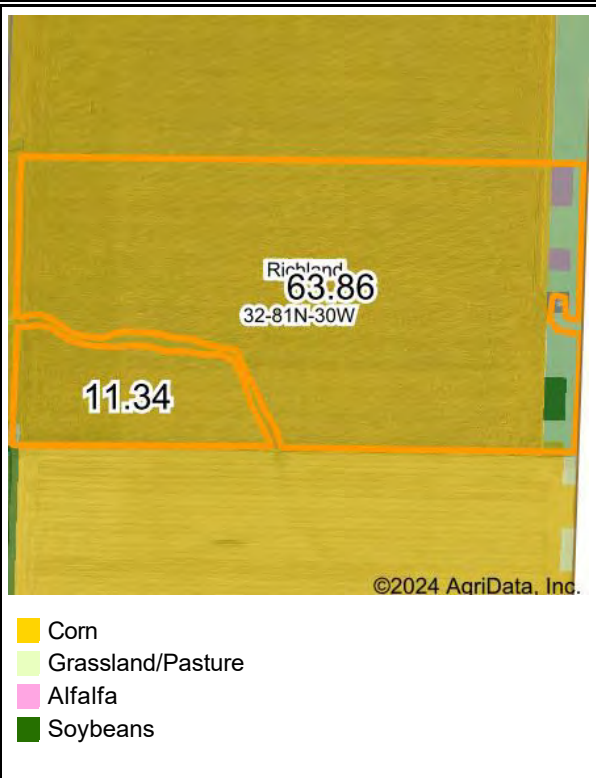 Richland
63.86
32-81N-30W
11.34
©2024 AgriData, Inc.
Corn
Grassland/Pasture
Alfalfa
Soybeans